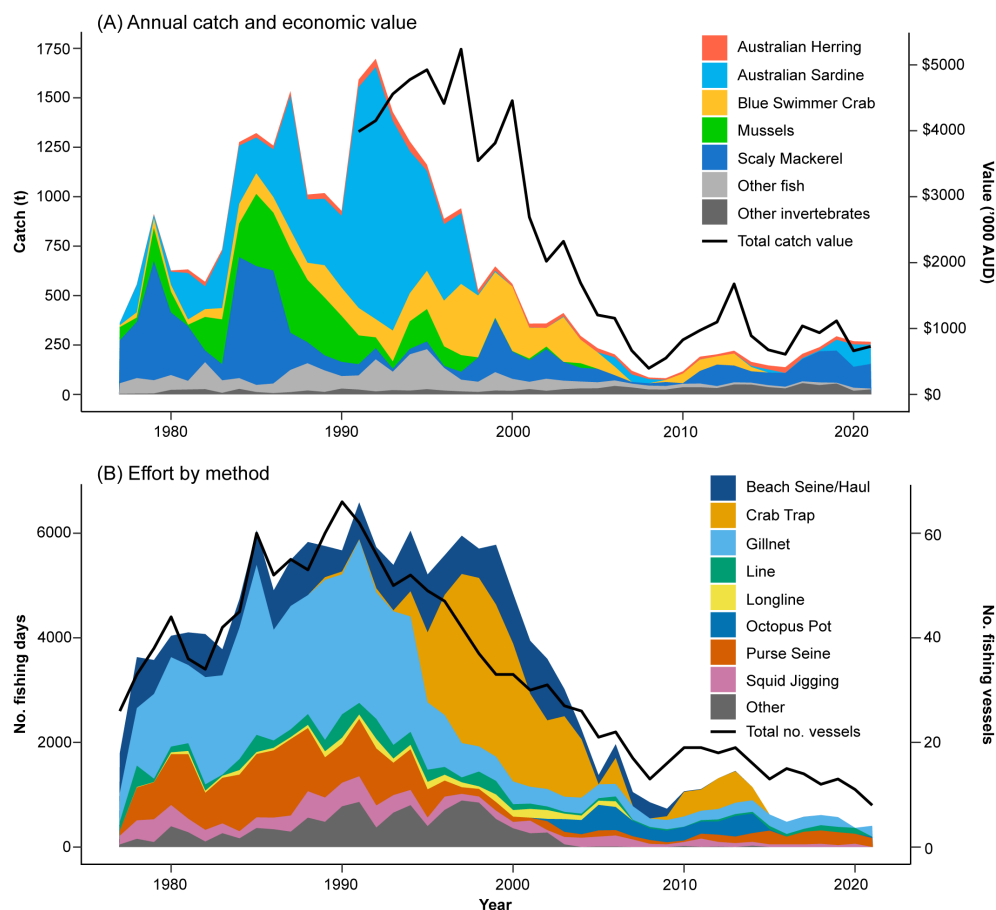 (A) Annual catch and economic value
1750
1500
1250
1000
750
500
250
0
Catch (t)
$5000
$4000
$3000
$2000
$1000
$0
Value ('000 AUD)
Australian Herring
Australian Sardine
Blue Swimmer Crab
Mussels
Scaly Mackerel
Other fish
Other invertebrates
Total catch value
1980
1990
2000
2010
2020
(B) Effort by method
6000
4000
2000
0
No. fishing days
60
40
20
0
No. fishing vessels
Beach Seine/Haul
Crab Trap
Gillnet
Line
Longline
Octopus Pot
Purse Seine
Squid Jigging
Other
Total no. vessels
1980
1990
2000
2010
2020
Year